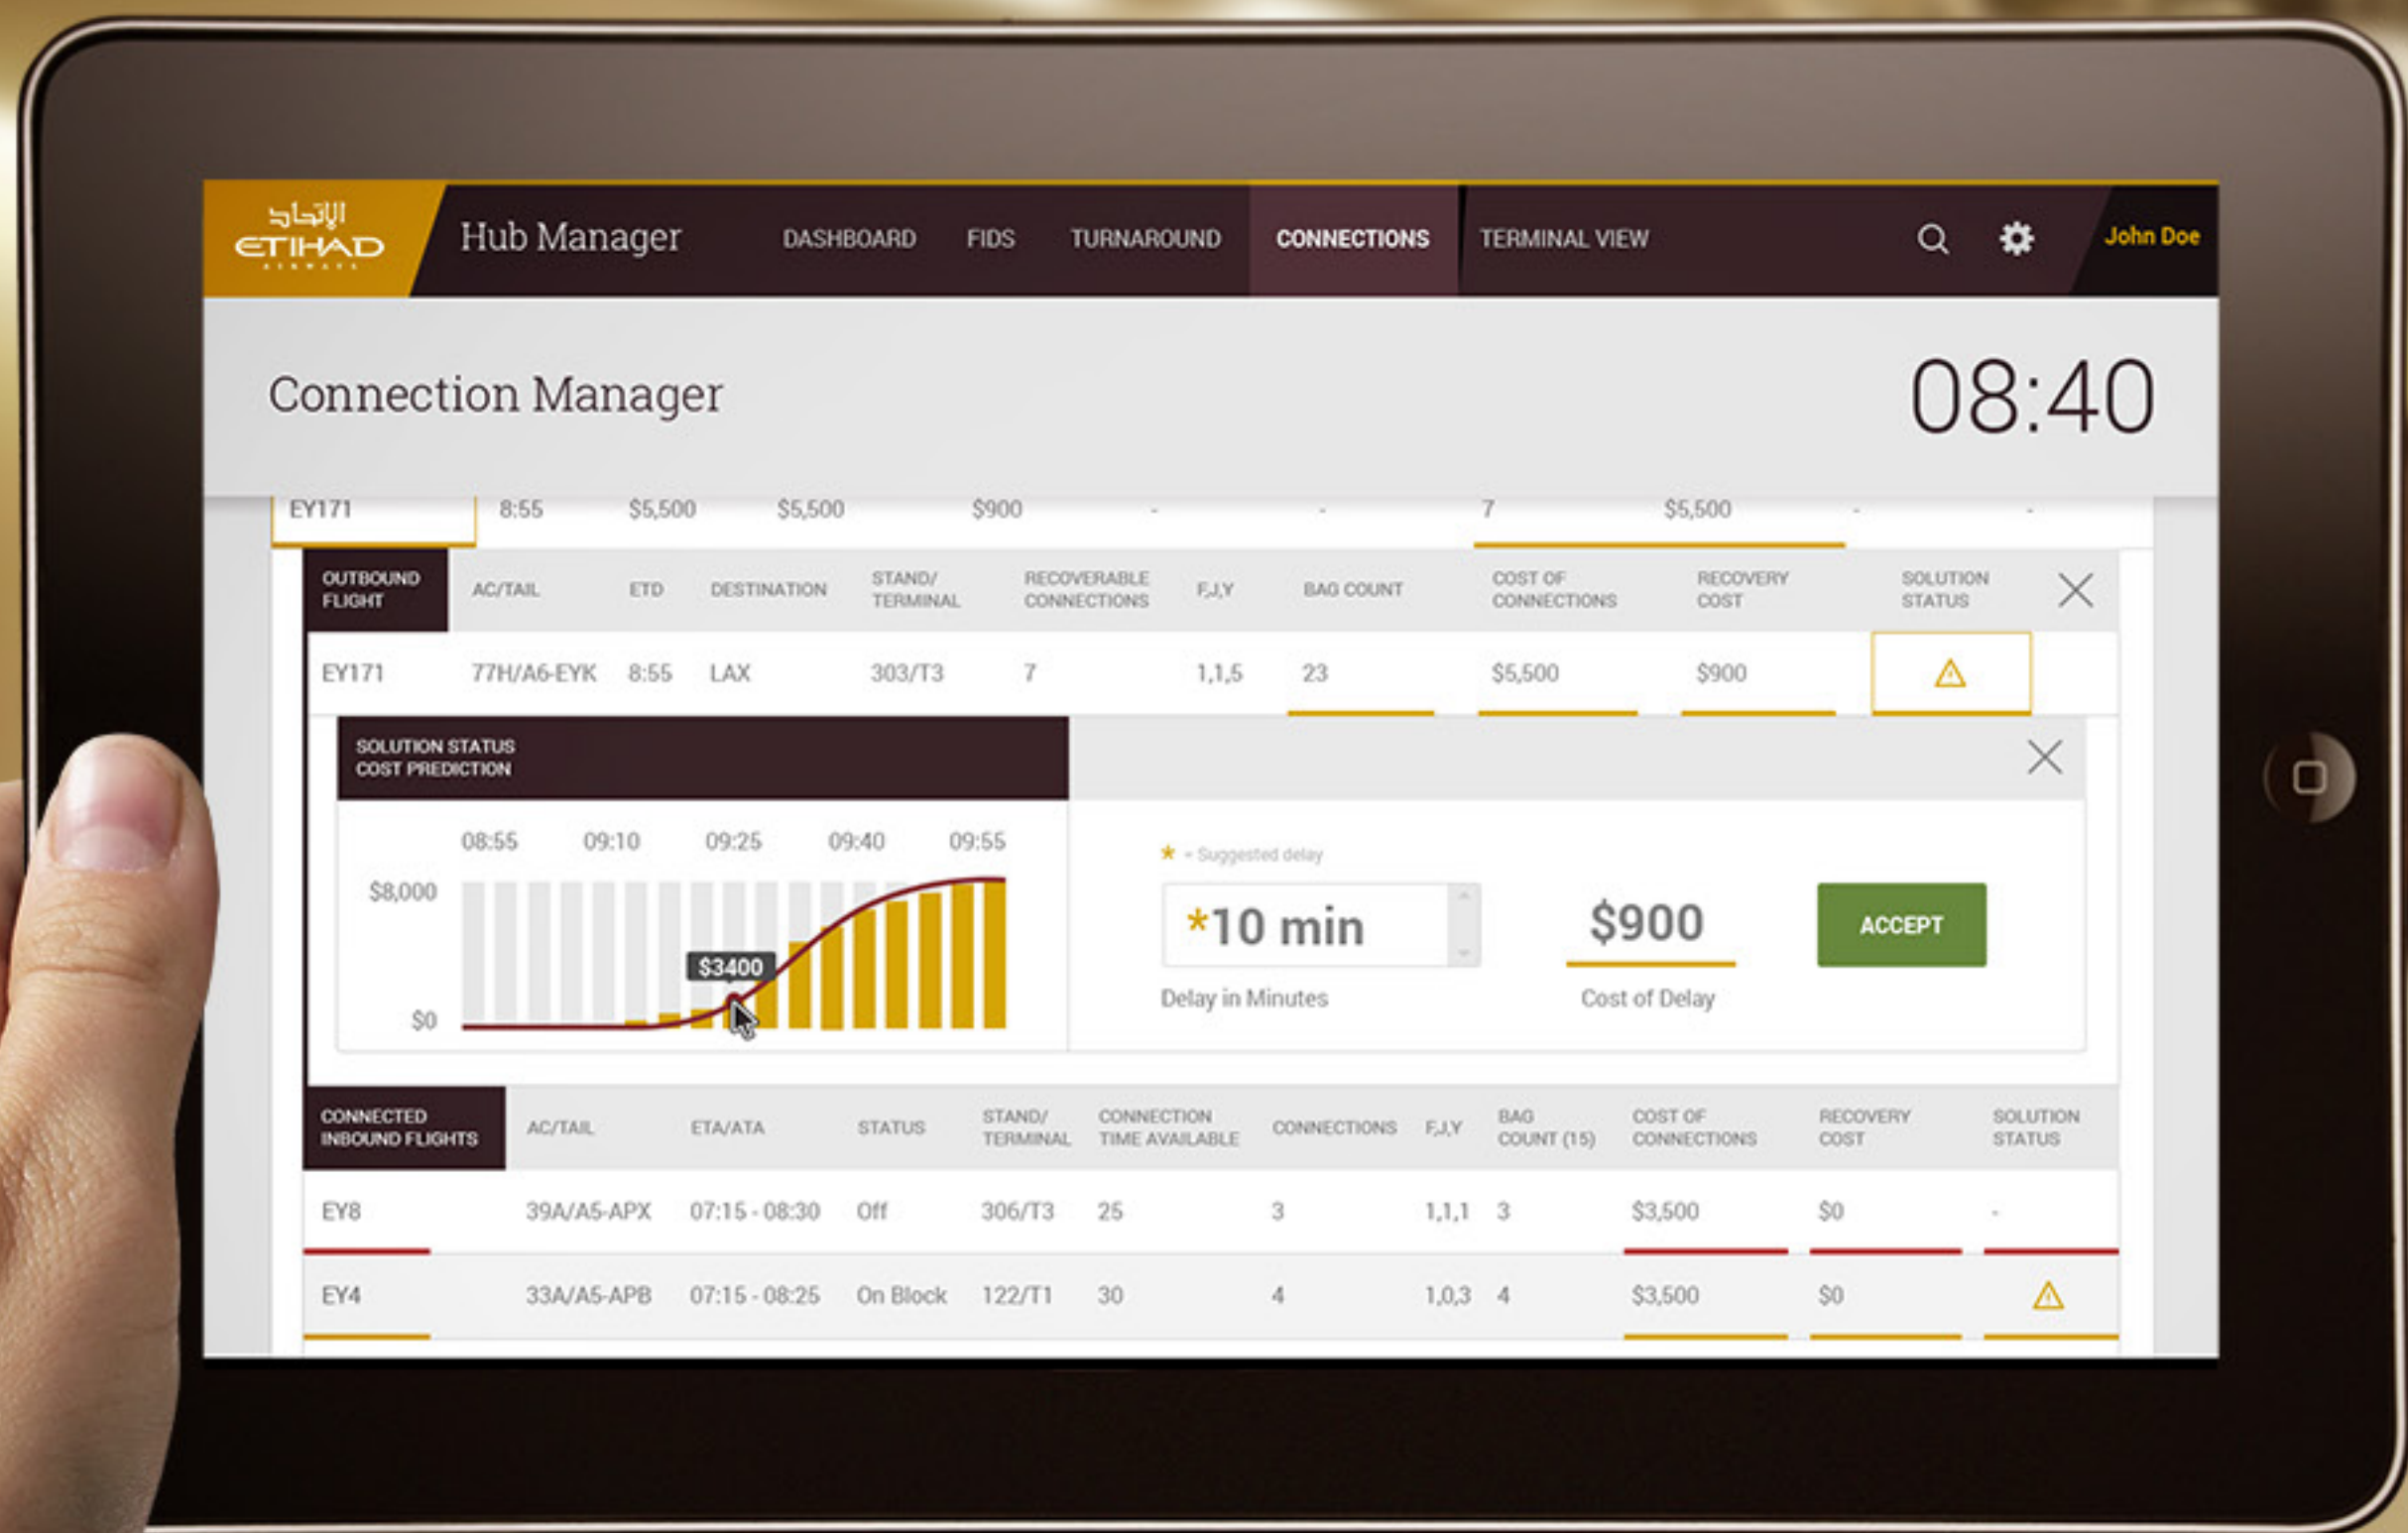 الإتحاد
ETIHAD
AIRWAYS
Hub Manager
DASHBOARD
FIDS
TURNAROUND
CONNECTIONS
TERMINAL VIEW
John Doe
Connection Manager
08:40
EY171 8:55 $5,500 $5,500 $900 - - 7 $5,500 - -
OUTBOUND FLIGHT AC/TAIL ETD DESTINATION STAND/TERMINAL RECOVERABLE CONNECTIONS F,J,Y BAG COUNT COST OF CONNECTIONS RECOVERY COST SOLUTION STATUS
EY171 77H/A6-EYK 8:55 LAX 303/T3 7 1,1,5 23 $5,500 $900
SOLUTION STATUS
COST PREDICTION
08:55 09:10 09:25 09:40 09:55
$8,000
$3400
$0
* = Suggested delay
*10 min
Delay in Minutes
$900
Cost of Delay
ACCEPT
CONNECTED INBOUND FLIGHTS AC/TAIL ETA/ATA STATUS STAND/TERMINAL CONNECTION TIME AVAILABLE CONNECTIONS F,J,Y BAG COUNT (15) COST OF CONNECTIONS RECOVERY COST SOLUTION STATUS
EY8 39A/A5-APX 07:15 - 08:30 Off 306/T3 25 3 1,1,1 3 $3,500 $0 -
EY4 33A/A5-APB 07:15 - 08:25 On Block 122/T1 30 4 1,0,3 4 $3,500 $0